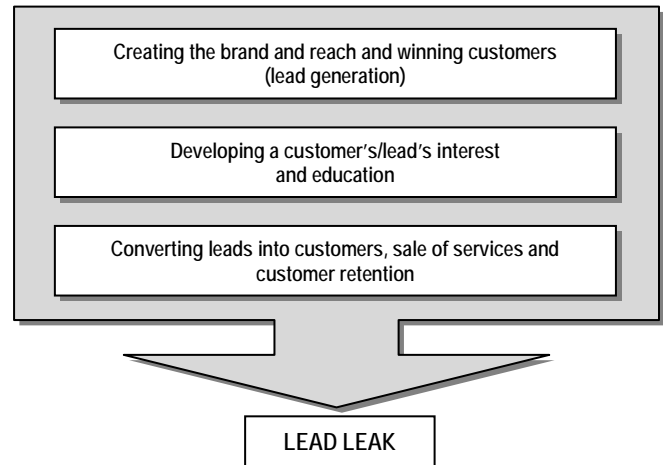 Creating the brand and reach and winning customers
(lead generation)
Developing a customer's/lead's interest
and education
Converting leads into customers, sale of services and
customer retention
LEAD LEAK